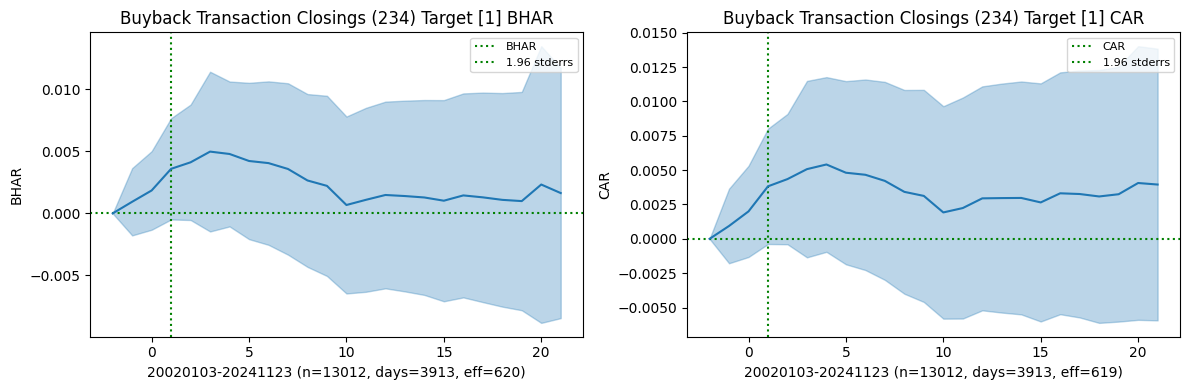 Buyback Transaction Closings (234) Target [1] BHAR
BHAR
1.96 stderrs
0.010
0.005
0.000
−0.005
BHAR
0
5
10
15
20
20020103-20241123 (n=13012, days=3913, eff=620)
Buyback Transaction Closings (234) Target [1] CAR
CAR
1.96 stderrs
0.0150
0.0125
0.0100
0.0075
0.0050
0.0025
0.0000
−0.0025
−0.0050
CAR
0
5
10
15
20
20020103-20241123 (n=13012, days=3913, eff=619)